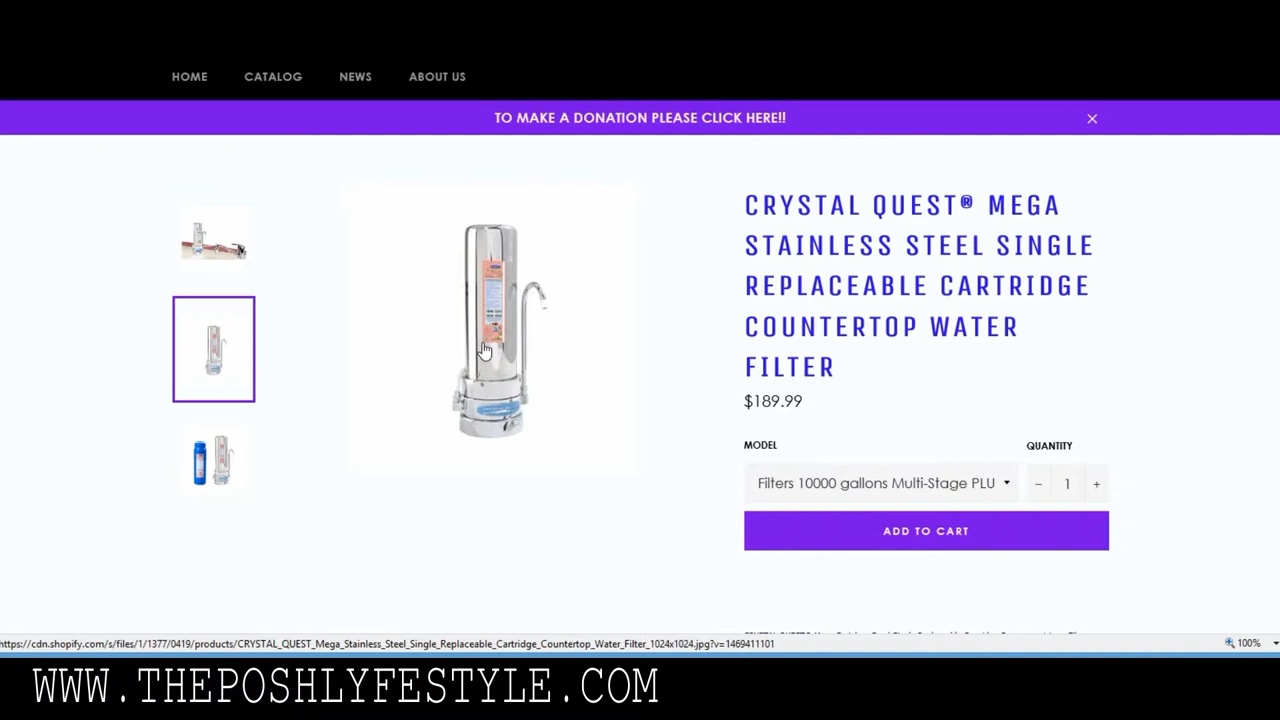 HOME CATALOG NEWS ABOUT US
TO MAKE A DONATION PLEASE CLICK HERE!!
CRYSTAL QUEST® MEGA
STAINLESS STEEL SINGLE
REPLACEABLE CARTRIDGE
COUNTERTOP WATER
FILTER
$189.99
MODEL
QUANTITY
Filters 10000 gallons Multi-Stage PLU
− 1 +
ADD TO CART
https://cdn.shopify.com/s/files/1/1377/0419/products/CRYSTAL_QUEST_Mega_Stainless_Steel_Single_Replaceable_Cartridge_Countertop_Water_Filter_1024x1024.jpg?v=1469411101
100%
WWW.THEPOSHLYFESTYLE.COM